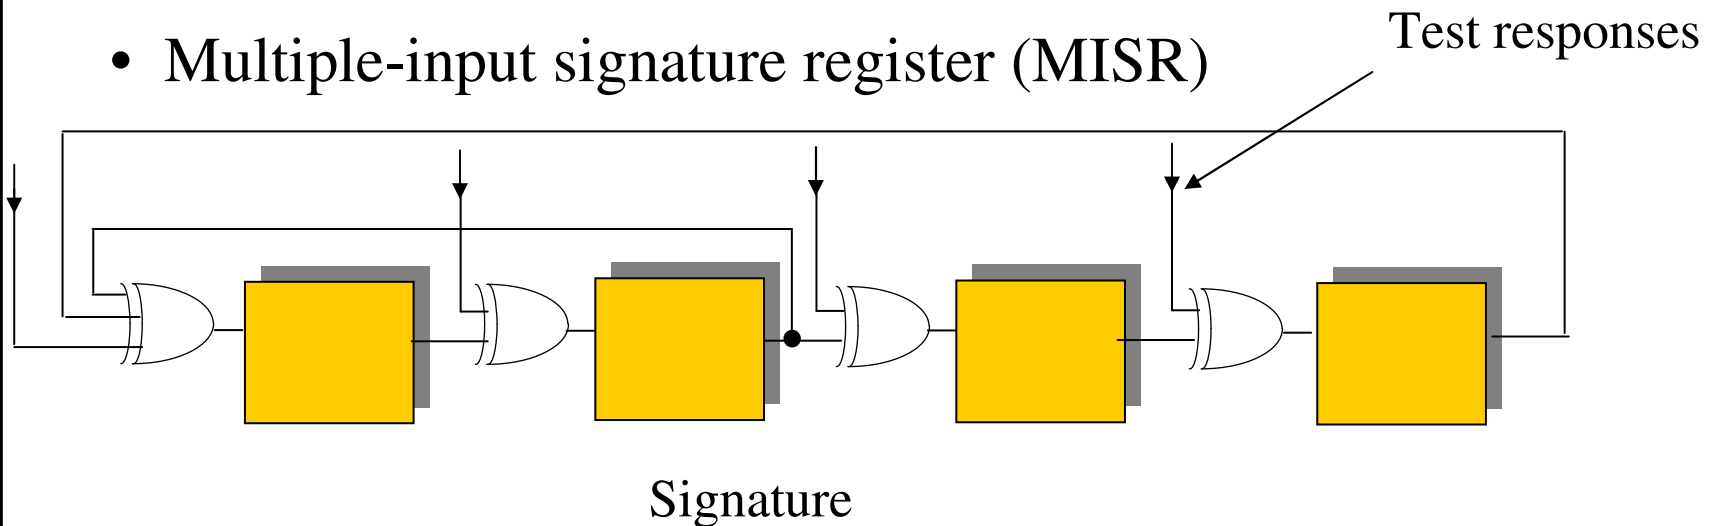 • Multiple-input signature register (MISR)
Test responses
Signature